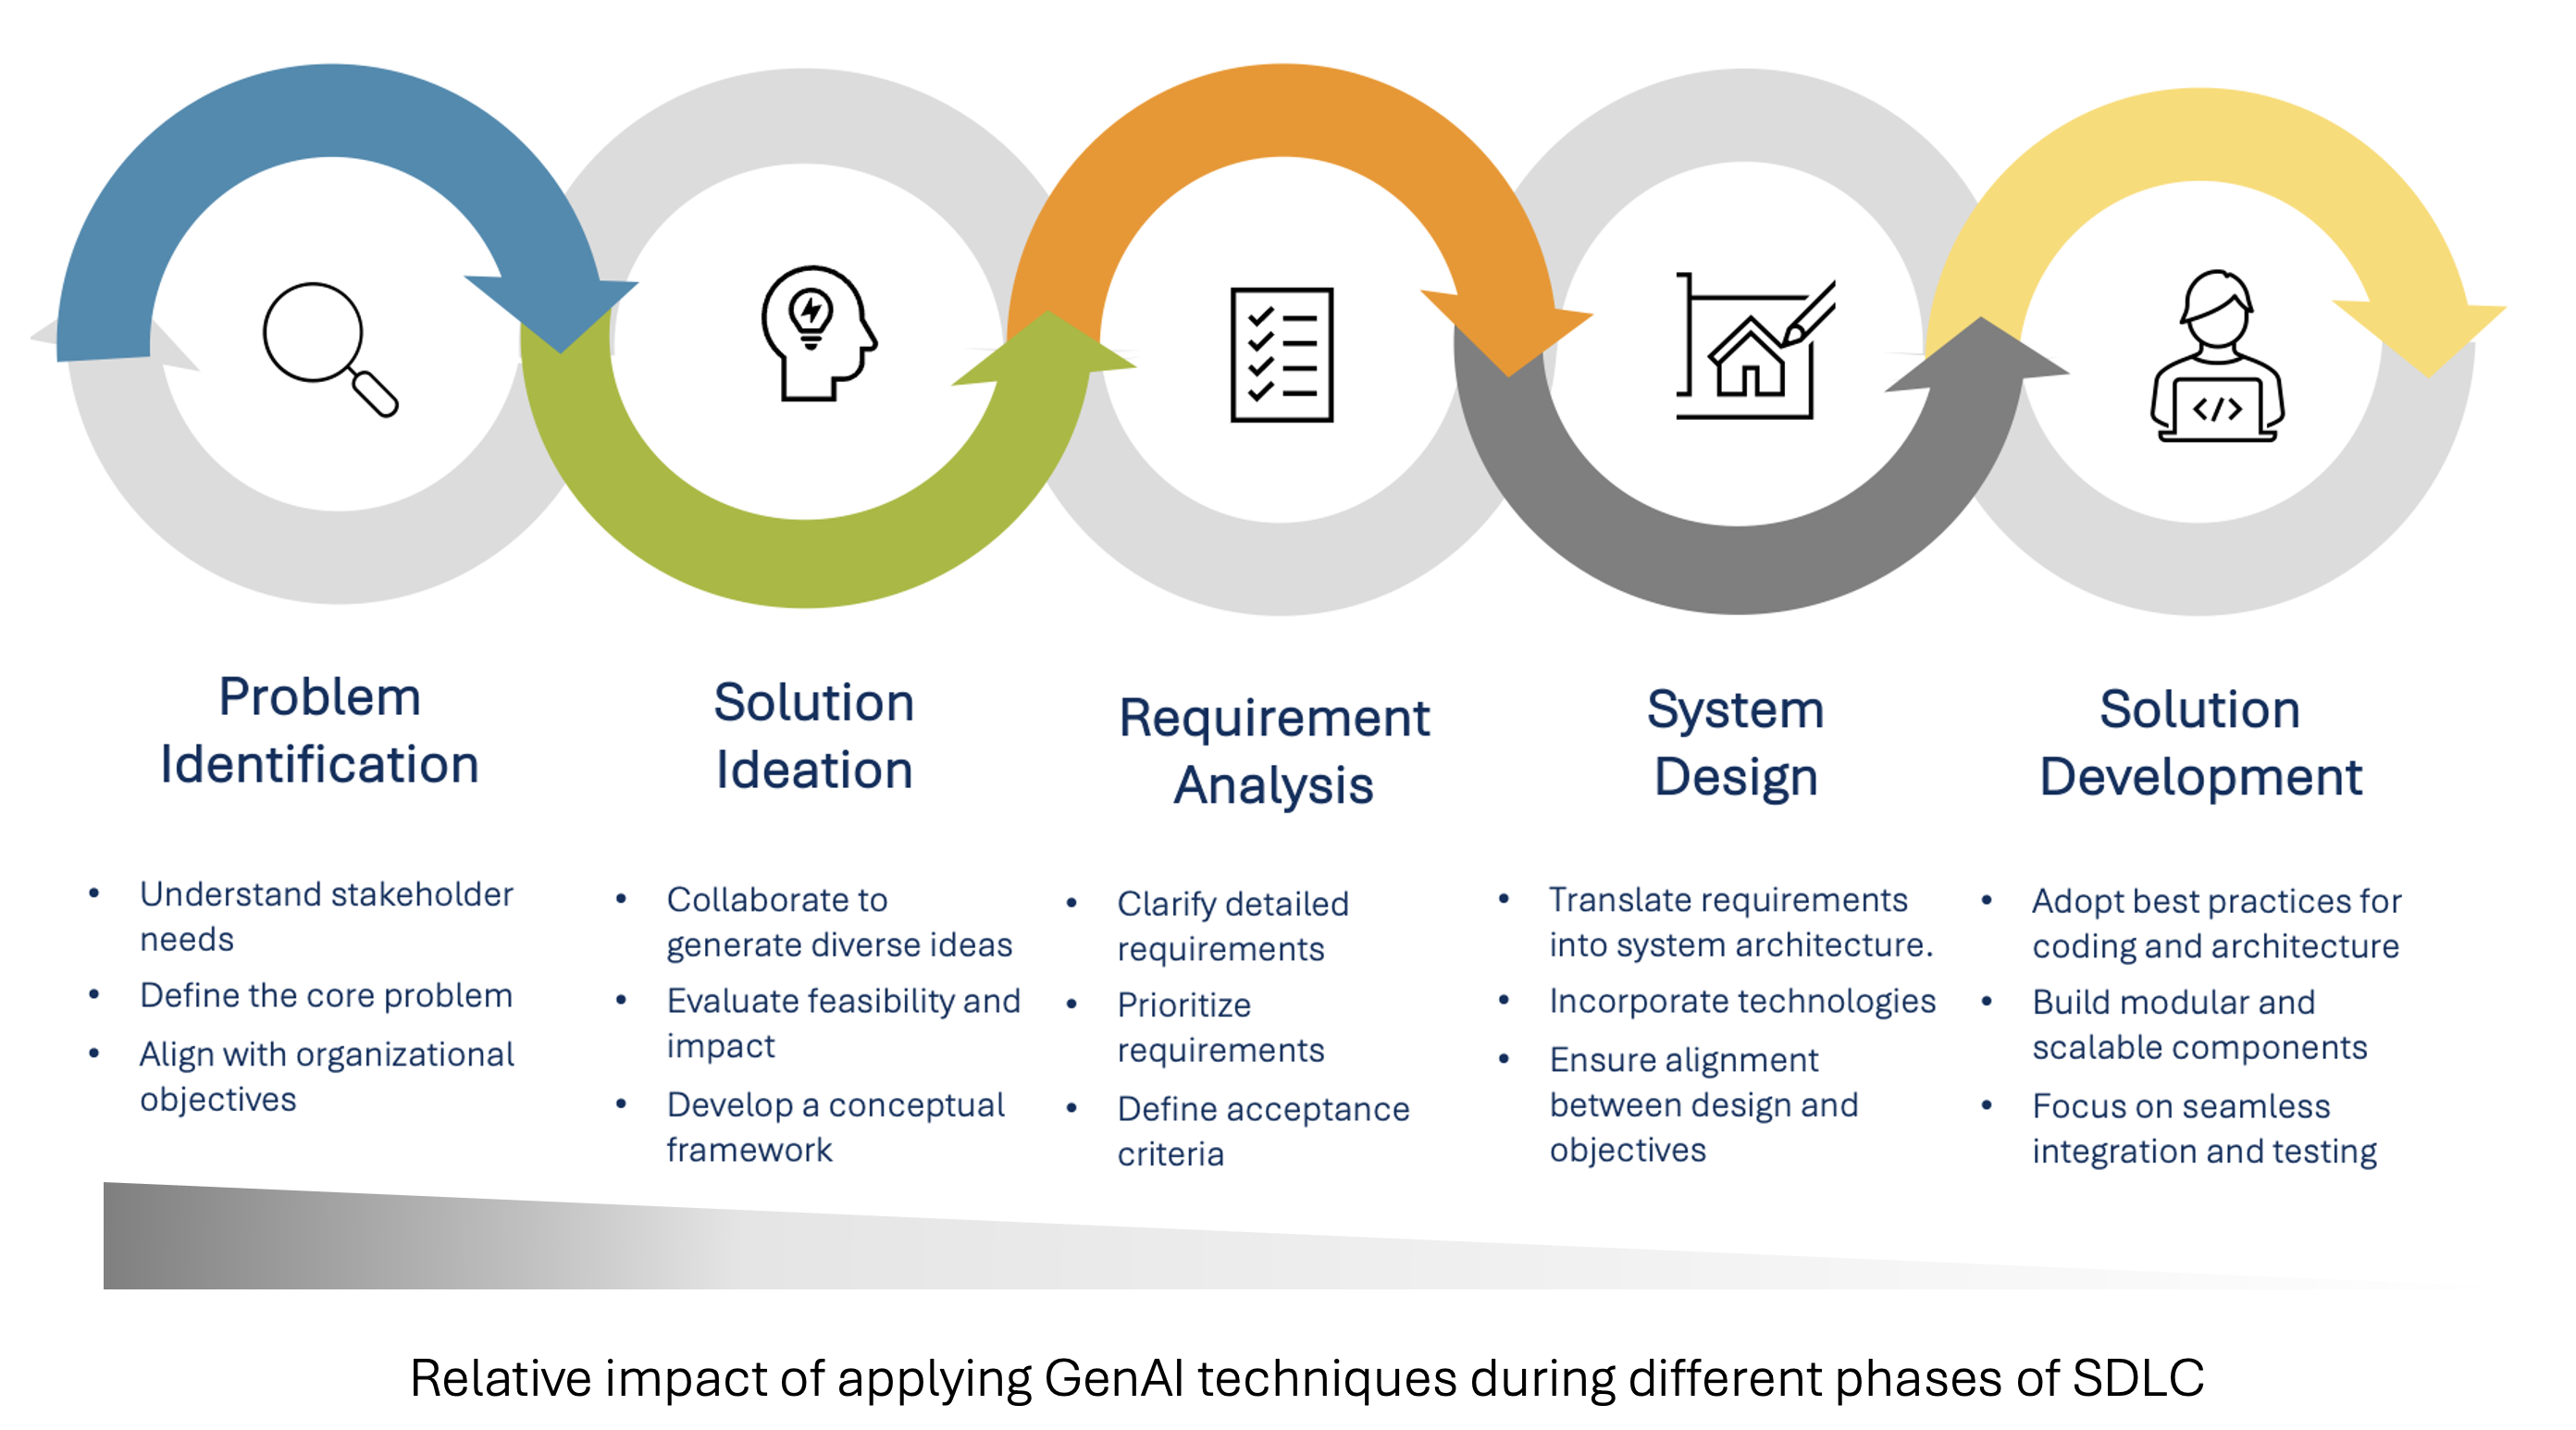 </>
Problem
Identification
Solution
Ideation
Requirement
Analysis
System
Design
Solution
Development
• Understand stakeholder
needs
• Define the core problem
• Align with organizational
objectives
• Collaborate to
generate diverse ideas
• Evaluate feasibility and
impact
• Develop a conceptual
framework
• Clarify detailed
requirements
• Prioritize
requirements
• Define acceptance
criteria
• Translate requirements
into system architecture.
• Incorporate technologies
• Ensure alignment
between design and
objectives
• Adopt best practices for
coding and architecture
• Build modular and
scalable components
• Focus on seamless
integration and testing
Relative impact of applying GenAI techniques during different phases of SDLC